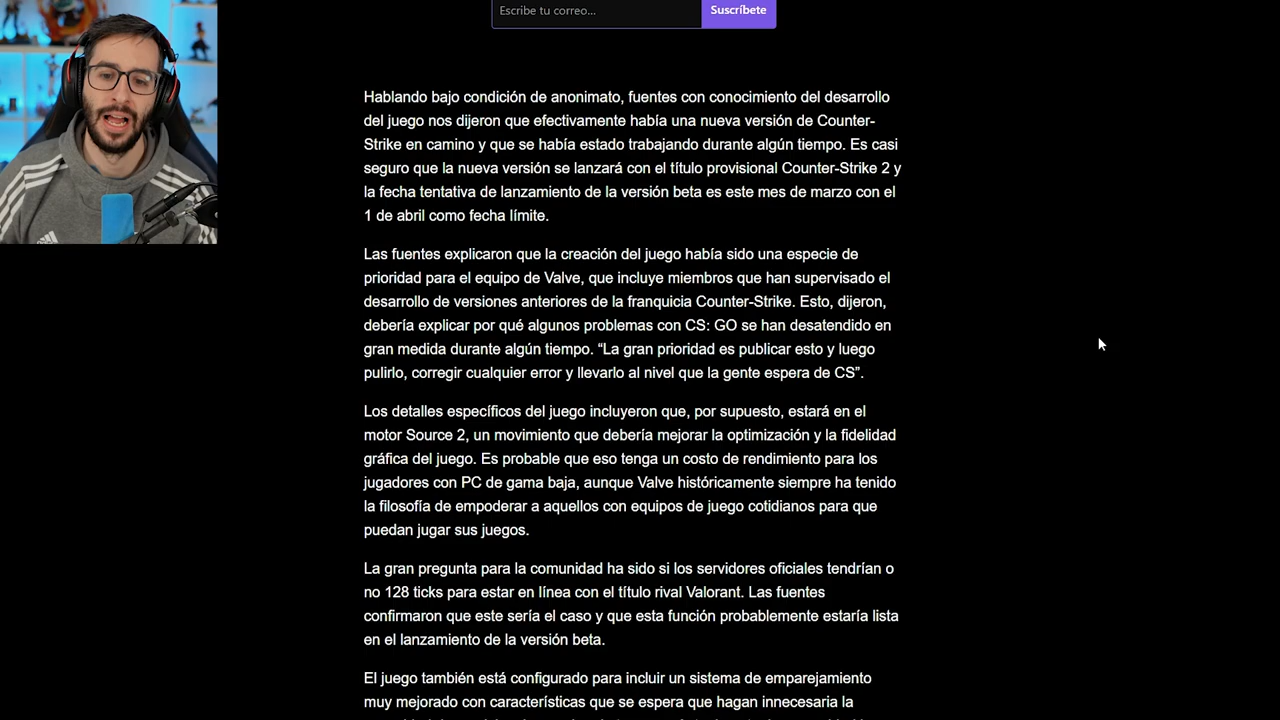 Escribe tu correo...
Suscríbete
Hablando bajo condición de anonimato, fuentes con conocimiento del desarrollo
del juego nos dijeron que efectivamente había una nueva versión de Counter-
Strike en camino y que se había estado trabajando durante algún tiempo. Es casi
seguro que la nueva versión se lanzará con el título provisional Counter-Strike 2 y
la fecha tentativa de lanzamiento de la versión beta es este mes de marzo con el
1 de abril como fecha límite.
Las fuentes explicaron que la creación del juego había sido una especie de
prioridad para el equipo de Valve, que incluye miembros que han supervisado el
desarrollo de versiones anteriores de la franquicia Counter-Strike. Esto, dijeron,
debería explicar por qué algunos problemas con CS: GO se han desatendido en
gran medida durante algún tiempo. “La gran prioridad es publicar esto y luego
pulirlo, corregir cualquier error y llevarlo al nivel que la gente espera de CS”.
Los detalles específicos del juego incluyeron que, por supuesto, estará en el
motor Source 2, un movimiento que debería mejorar la optimización y la fidelidad
gráfica del juego. Es probable que eso tenga un costo de rendimiento para los
jugadores con PC de gama baja, aunque Valve históricamente siempre ha tenido
la filosofía de empoderar a aquellos con equipos de juego cotidianos para que
puedan jugar sus juegos.
La gran pregunta para la comunidad ha sido si los servidores oficiales tendrían o
no 128 ticks para estar en línea con el título rival Valorant. Las fuentes
confirmaron que este sería el caso y que esta función probablemente estaría lista
en el lanzamiento de la versión beta.
El juego también está configurado para incluir un sistema de emparejamiento
muy mejorado con características que se espera que hagan innecesaria la